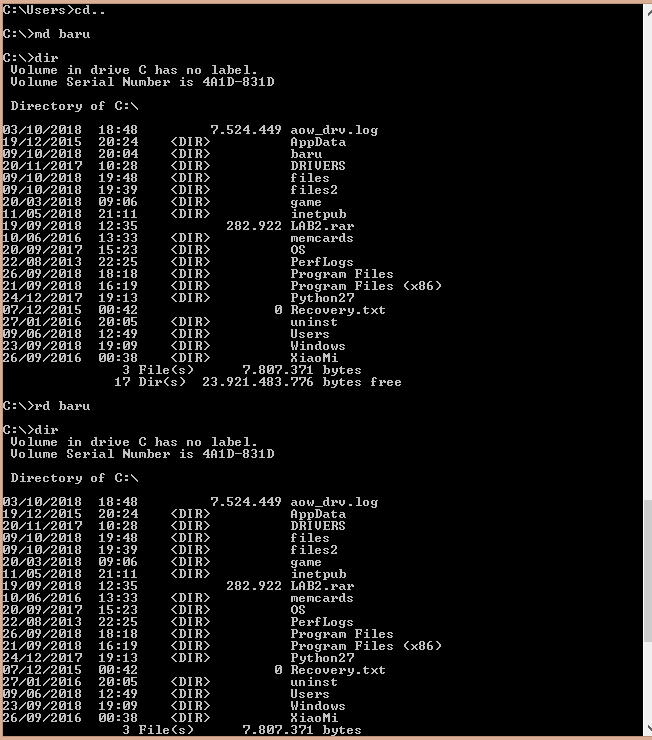 C:\Users>cd..
C:\>md baru
C:\>dir
Volume in drive C has no label.
Volume Serial Number is 4A1D-831D
Directory of C:\
03/10/2018 18:48 7.524.449 aow_drv.log
19/12/2015 20:24 <DIR> AppData
09/10/2018 20:04 <DIR> baru
20/11/2017 10:28 <DIR> DRIVERS
09/10/2018 19:48 <DIR> files
09/10/2018 19:39 <DIR> files2
20/03/2018 09:06 <DIR> game
11/05/2018 21:11 <DIR> inetpub
19/09/2018 12:35 282.922 LAB2.rar
10/06/2016 13:33 <DIR> memcards
20/09/2017 15:23 <DIR> OS
22/08/2013 22:25 <DIR> PerfLogs
26/09/2018 18:18 <DIR> Program Files
21/09/2018 16:19 <DIR> Program Files (x86)
24/12/2017 19:13 <DIR> Python27
07/12/2015 00:42 0 Recovery.txt
27/01/2016 20:05 <DIR> uninst
09/06/2018 12:49 <DIR> Users
23/09/2018 19:09 <DIR> Windows
26/09/2016 00:38 <DIR> XiaoMi
3 File(s) 7.807.371 bytes
17 Dir(s) 23.921.483.776 bytes free
C:\>rd baru
C:\>dir
Volume in drive C has no label.
Volume Serial Number is 4A1D-831D
Directory of C:\
03/10/2018 18:48 7.524.449 aow_drv.log
19/12/2015 20:24 <DIR> AppData
20/11/2017 10:28 <DIR> DRIVERS
09/10/2018 19:48 <DIR> files
09/10/2018 19:39 <DIR> files2
20/03/2018 09:06 <DIR> game
11/05/2018 21:11 <DIR> inetpub
19/09/2018 12:35 282.922 LAB2.rar
10/06/2016 13:33 <DIR> memcards
20/09/2017 15:23 <DIR> OS
22/08/2013 22:25 <DIR> PerfLogs
26/09/2018 18:18 <DIR> Program Files
21/09/2018 16:19 <DIR> Program Files (x86)
24/12/2017 19:13 <DIR> Python27
07/12/2015 00:42 0 Recovery.txt
27/01/2016 20:05 <DIR> uninst
09/06/2018 12:49 <DIR> Users
23/09/2018 19:09 <DIR> Windows
26/09/2016 00:38 <DIR> XiaoMi
3 File(s) 7.807.371 bytes